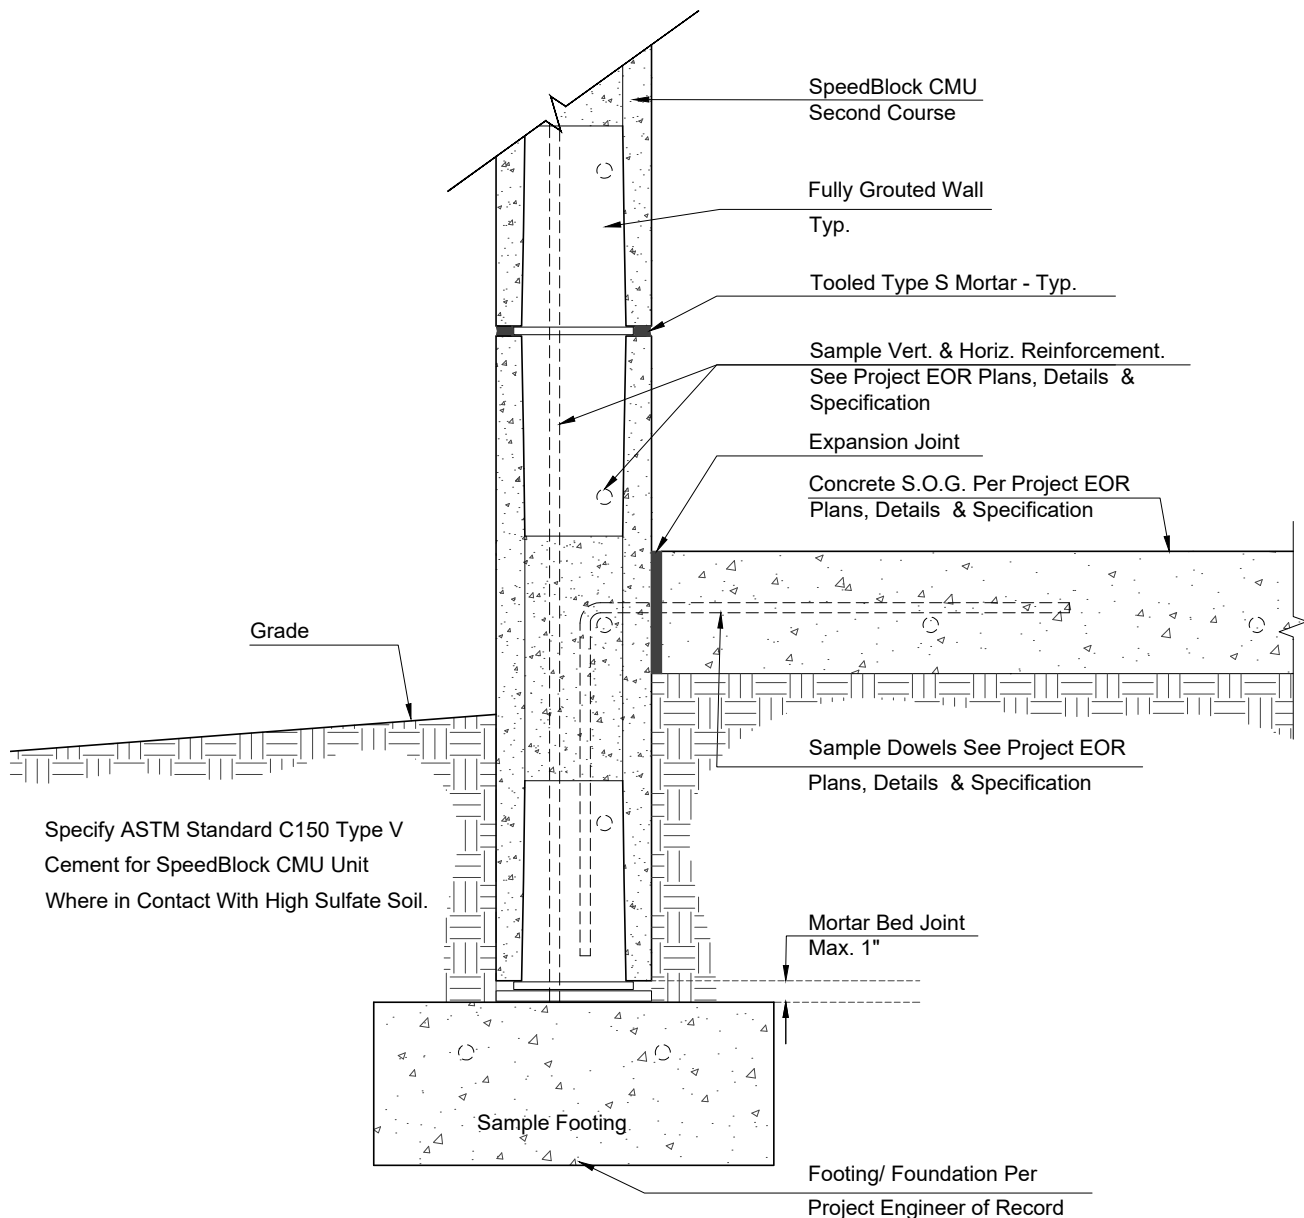 SpeedBlock CMU
Second Course
Fully Grouted Wall
Typ.
Tooled Type S Mortar - Typ.
Sample Vert. & Horiz. Reinforcement.
See Project EOR Plans, Details  &
Specification
Expansion Joint
Concrete S.O.G. Per Project EOR
Plans, Details  & Specification
Grade
Sample Dowels See Project EOR
Plans, Details  & Specification
Specify ASTM Standard C150 Type V
Cement for SpeedBlock CMU Unit
Where in Contact With High Sulfate Soil.
Mortar Bed Joint
Max. 1"
Sample Footing
Footing/ Foundation Per
Project Engineer of Record